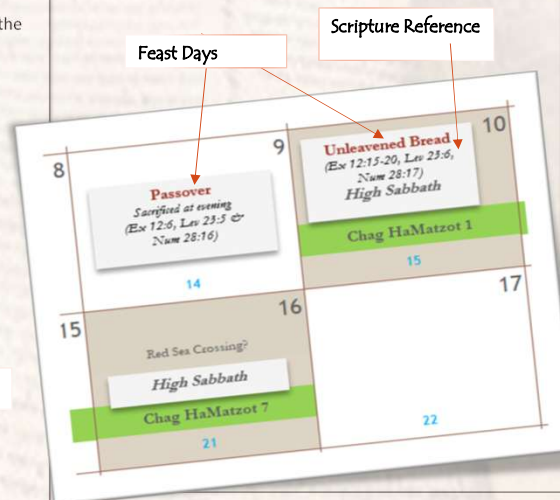 the
Scripture Reference
Feast Days
8
9
10
Passover
Sacrificed at evening
(Ex 12:6, Lev 23:5 &
Num 28:16)
14
Unleavened Bread
(Ex 12:15-20, Lev 23:6,
Num 28:17)
High Sabbath
Chag HaMatzot 1
15
15
16
17
Red Sea Crossing?
High Sabbath
Chag HaMatzot 7
21
22